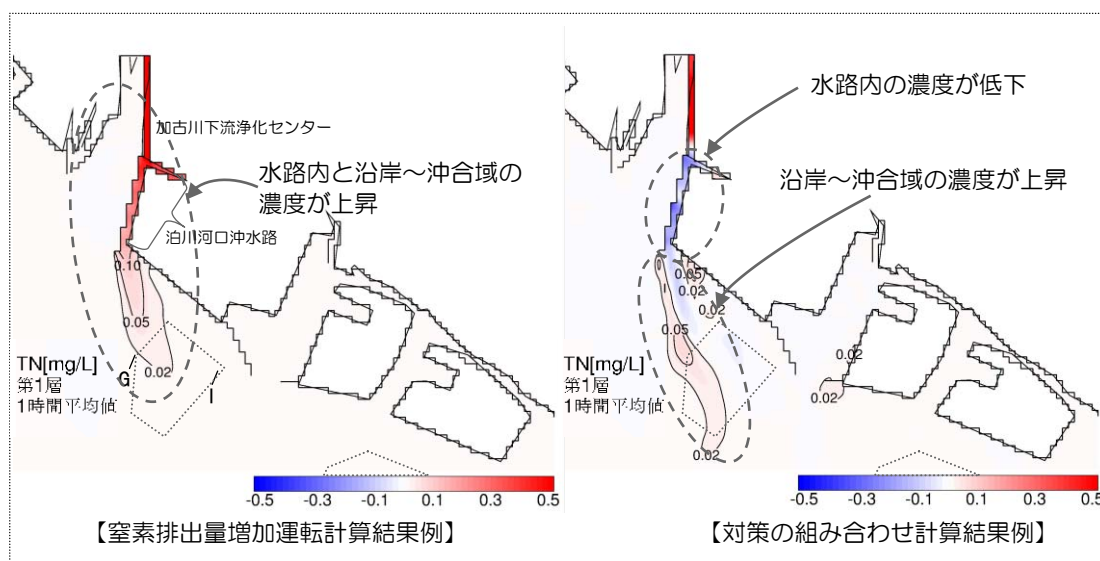 加古川下流浄化センター
水路内と沿岸～沖合域の
濃度が上昇
泊川河口沖水路
0.10
0.05
0.02
TN[mg/L]
第1層
1時間平均値
G
I
-0.5 -0.3 -0.1 0.1 0.3 0.5
【窒素排出量増加運転計算結果例】
水路内の濃度が低下
沿岸～沖合域の濃度が上昇
0.05
0.02
0.02
0.05
0.02
0.02
0.02
TN[mg/L]
第1層
1時間平均値
-0.5 -0.3 -0.1 0.1 0.3 0.5
【対策の組み合わせ計算結果例】